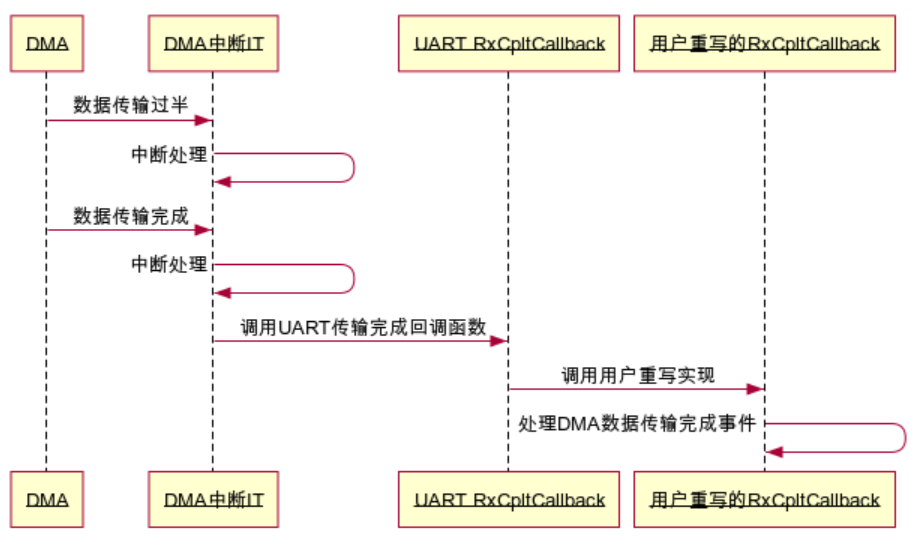 DMA
DMA中断IT
UART RxCpltCallback
用户重写的RxCpltCallback
数据传输过半
中断处理
数据传输完成
中断处理
调用UART传输完成回调函数
调用用户重写实现
处理DMA数据传输完成事件
DMA
DMA中断IT
UART RxCpltCallback
用户重写的RxCpltCallback